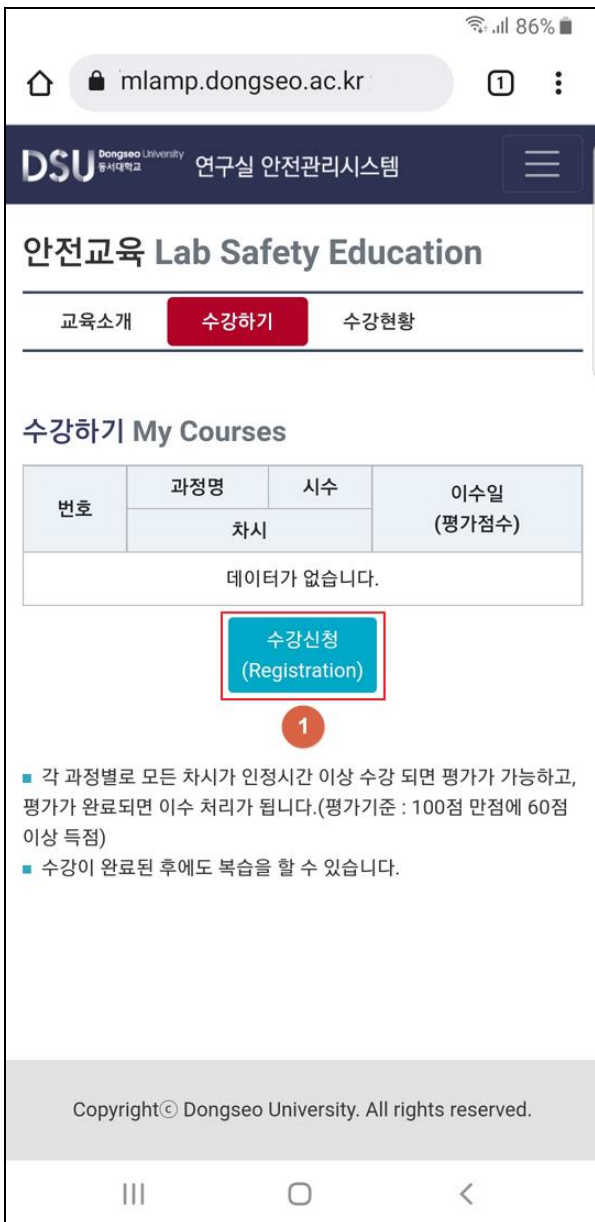 86%
mlamp.dongseo.ac.kr
1
DSU Dongseo University 동서대학교 연구실 안전관리시스템
안전교육 Lab Safety Education
교육소개 수강하기 수강현황
수강하기 My Courses
번호 과정명 시수 이수일
차시 (평가점수)
데이터가 없습니다.
수강신청
(Registration)
1
■ 각 과정별로 모든 차시가 인정시간 이상 수강 되면 평가가 가능하고,
평가가 완료되면 이수 처리가 됩니다.(평가기준 : 100점 만점에 60점
이상 득점)
■ 수강이 완료된 후에도 복습을 할 수 있습니다.
Copyrightⓒ Dongseo University. All rights reserved.